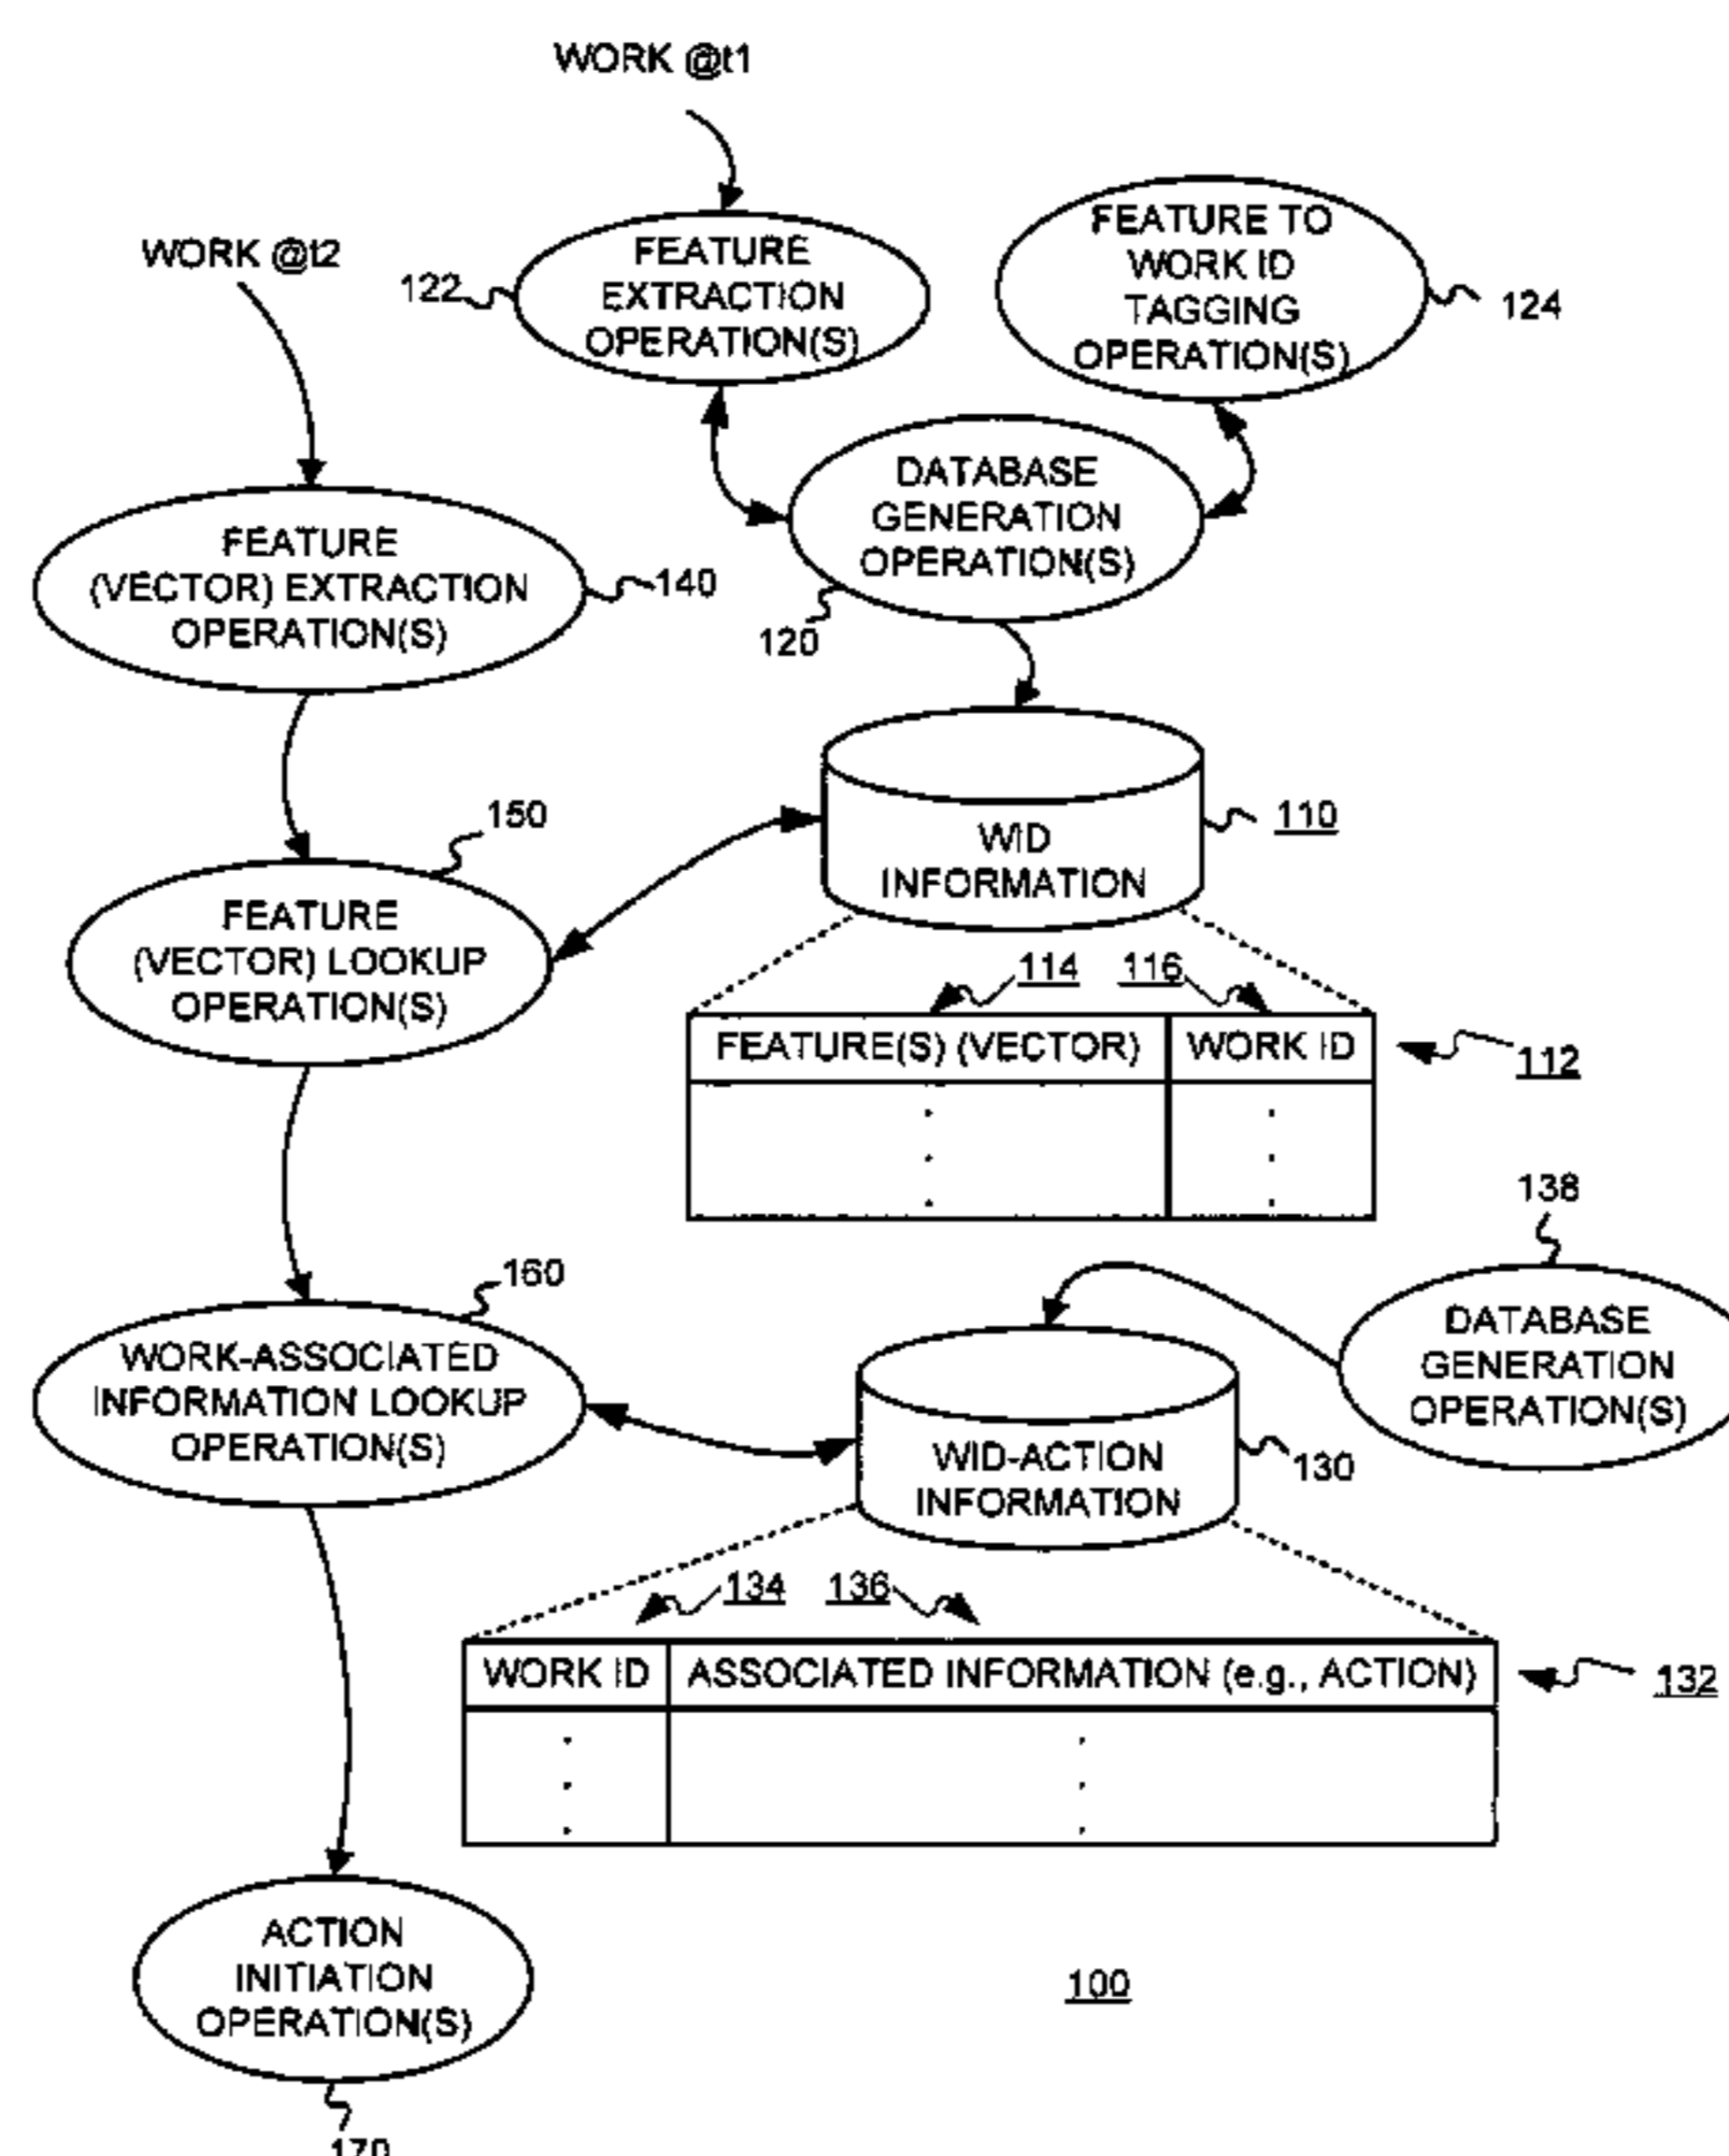 WORK @t1
WORK @t2
122
FEATURE
EXTRACTION
OPERATION(S)
FEATURE TO
WORK ID
TAGGING
OPERATION(S)
124
DATABASE
GENERATION
OPERATION(S)
120
FEATURE
(VECTOR) EXTRACTION
OPERATION(S)
140
150
WID
INFORMATION
110
FEATURE
(VECTOR) LOOKUP
OPERATION(S)
114
116
FEATURE(S) (VECTOR)
WORK ID
112
138
DATABASE
GENERATION
OPERATION(S)
160
WORK-ASSOCIATED
INFORMATION LOOKUP
OPERATION(S)
WID-ACTION
INFORMATION
130
134
136
WORK ID
ASSOCIATED INFORMATION (e.g., ACTION)
132
ACTION
INITIATION
OPERATION(S)
100
170